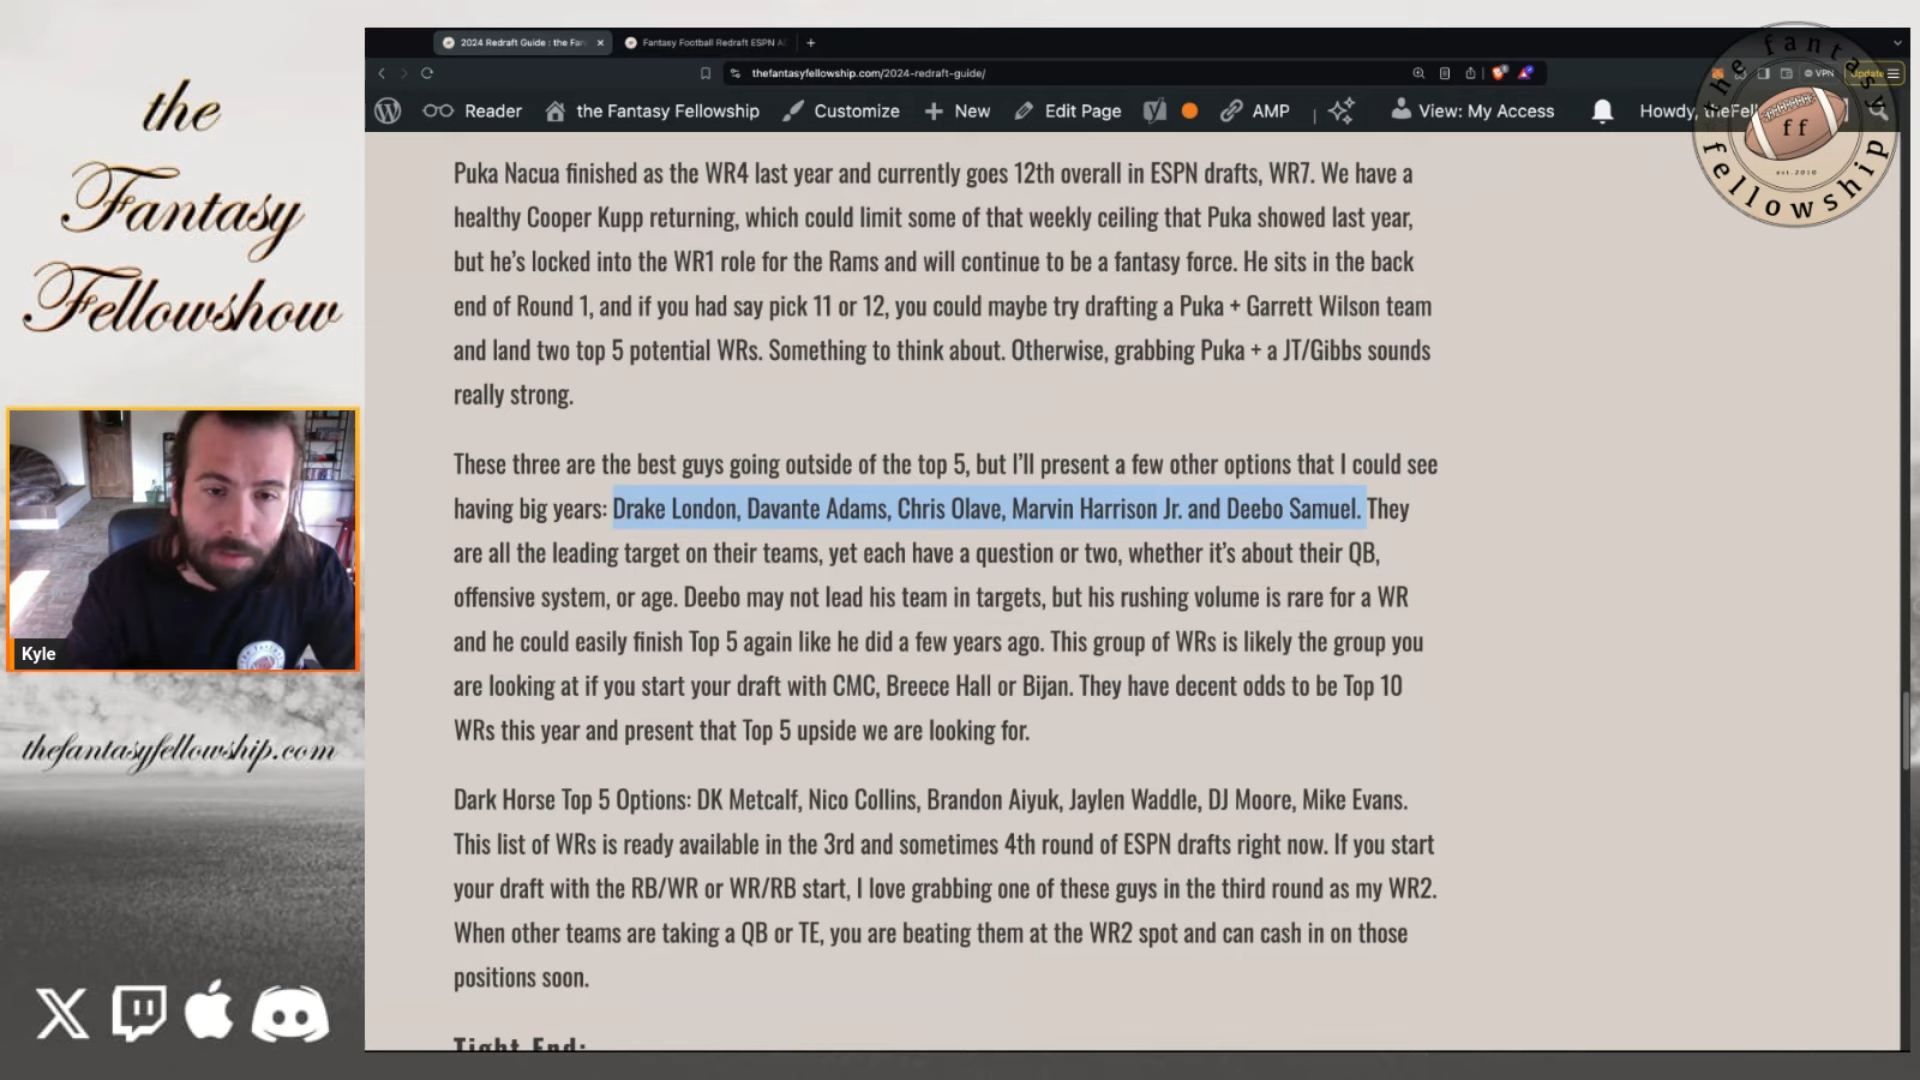 the
Fantasy
Fellowshow
Kyle
thefantasyfellowship.com
2024 Redraft Guide : the Fan
Fantasy Football Redraft ESPN A
thefantasyfellowship.com/2024-redraft-guide/
VPN
Update
Reader
the Fantasy Fellowship
Customize
New
Edit Page
AMP
View: My Access
Howdy, theFel
the fantasy
ff
est. 2010
fellowship
Puka Nacua finished as the WR4 last year and currently goes 12th overall in ESPN drafts, WR7. We have a
healthy Cooper Kupp returning, which could limit some of that weekly ceiling that Puka showed last year,
but he's locked into the WR1 role for the Rams and will continue to be a fantasy force. He sits in the back
end of Round 1, and if you had say pick 11 or 12, you could maybe try drafting a Puka + Garrett Wilson team
and land two top 5 potential WRs. Something to think about. Otherwise, grabbing Puka + a JT/Gibbs sounds
really strong.
These three are the best guys going outside of the top 5, but I'll present a few other options that I could see
having big years: Drake London, Davante Adams, Chris Olave, Marvin Harrison Jr. and Deebo Samuel. They
are all the leading target on their teams, yet each have a question or two, whether it's about their QB,
offensive system, or age. Deebo may not lead his team in targets, but his rushing volume is rare for a WR
and he could easily finish Top 5 again like he did a few years ago. This group of WRs is likely the group you
are looking at if you start your draft with CMC, Breece Hall or Bijan. They have decent odds to be Top 10
WRs this year and present that Top 5 upside we are looking for.
Dark Horse Top 5 Options: DK Metcalf, Nico Collins, Brandon Aiyuk, Jaylen Waddle, DJ Moore, Mike Evans.
This list of WRs is ready available in the 3rd and sometimes 4th round of ESPN drafts right now. If you start
your draft with the RB/WR or WR/RB start, I love grabbing one of these guys in the third round as my WR2.
When other teams are taking a QB or TE, you are beating them at the WR2 spot and can cash in on those
positions soon.
Tight End: